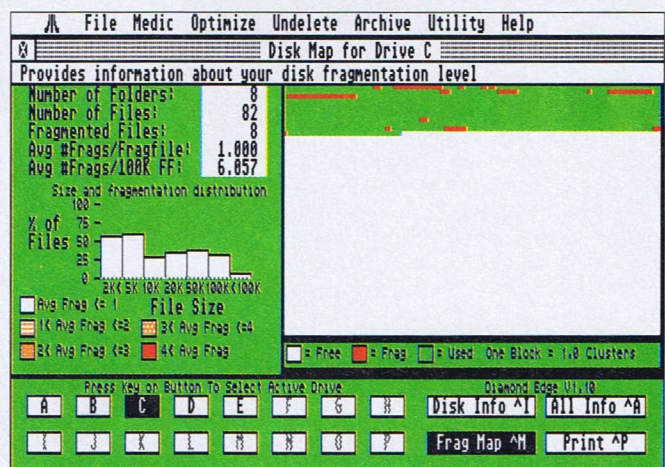 File Medic Optimize Undelete Archive Utility Help
Disk Map for Drive C
Provides information about your disk fragmentation level
Number of Folders: 8
Number of Files: 82
Fragmented Files: 8
Avg #Frags/Fragfile: 1.000
Avg #Frags/100K FF: 6.057
Size and fragmentation distribution
100
% of 75
Files 50
25
0
2K< 5K 10K 20K 50K 100K <100K
File Size
Avg Frag <= 1
1< Avg Frag <=2 3< Avg Frag <=4
2< Avg Frag <=3 4< Avg Frag
= Free = Frag = Used One Block = 1.0 Clusters
Press Key or Button To Select Active Drive Diamond Edge V1.10
A B C D E F G H Disk Info ^I All Info ^A
I J K L M N O P Frag Map ^M Print ^P